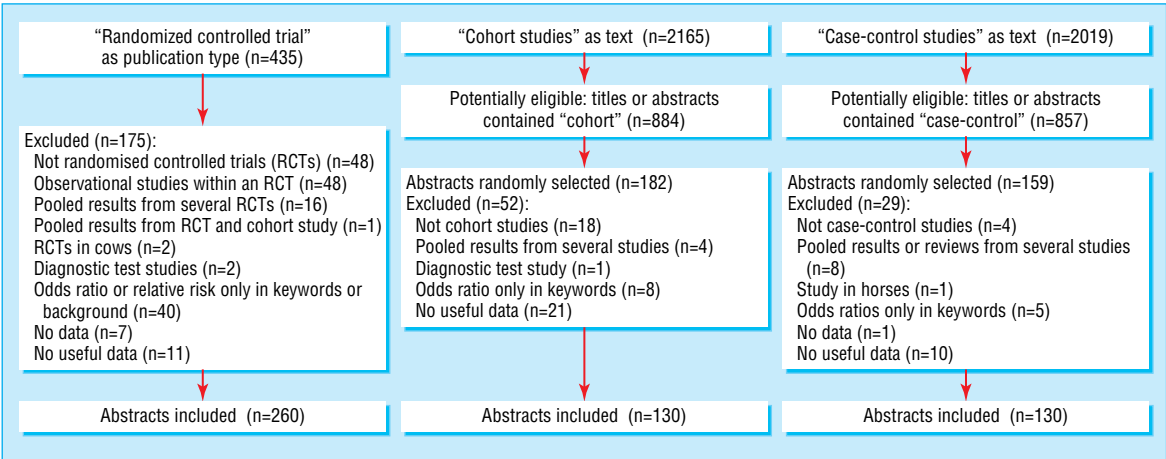 “Randomized controlled trial”
as publication type (n=435)
Excluded (n=175):
Not randomised controlled trials (RCTs) (n=48)
Observational studies within an RCT (n=48)
Pooled results from several RCTs (n=16)
Pooled results from RCT and cohort study (n=1)
RCTs in cows (n=2)
Diagnostic test studies (n=2)
Odds ratio or relative risk only in keywords or
background (n=40)
No data (n=7)
No useful data (n=11)
Abstracts included (n=260)
“Cohort studies” as text (n=2165)
Potentially eligible: titles or abstracts
contained “cohort” (n=884)
Abstracts randomly selected (n=182)
Excluded (n=52):
Not cohort studies (n=18)
Pooled results from several studies (n=4)
Diagnostic test study (n=1)
Odds ratio only in keywords (n=8)
No useful data (n=21)
Abstracts included (n=130)
“Case-control studies” as text (n=2019)
Potentially eligible: titles or abstracts
contained “case-control” (n=857)
Abstracts randomly selected (n=159)
Excluded (n=29):
Not case-control studies (n=4)
Pooled results or reviews from several studies
(n=8)
Study in horses (n=1)
Odds ratios only in keywords (n=5)
No data (n=1)
No useful data (n=10)
Abstracts included (n=130)